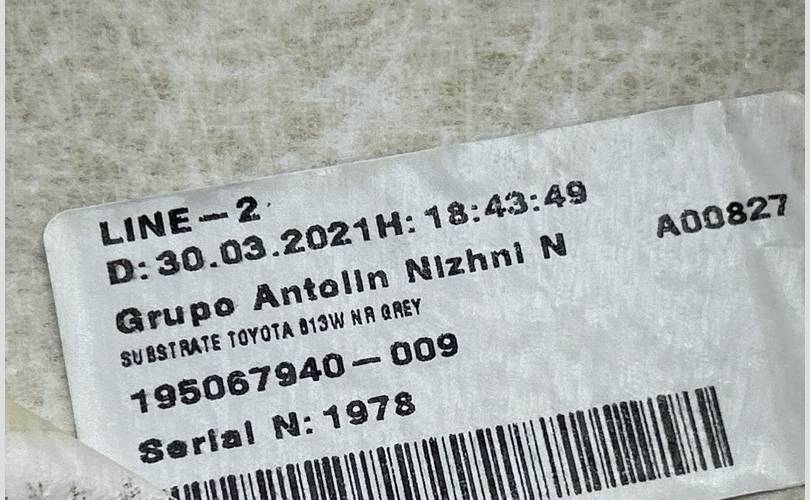 LINE-2
D:30.03.2021H:18:43:49
Grupo Antolin Nizhni N A00827
SUBSTRATE TOYOTA 813W NR GREY
195067940-009
Serial N:1978